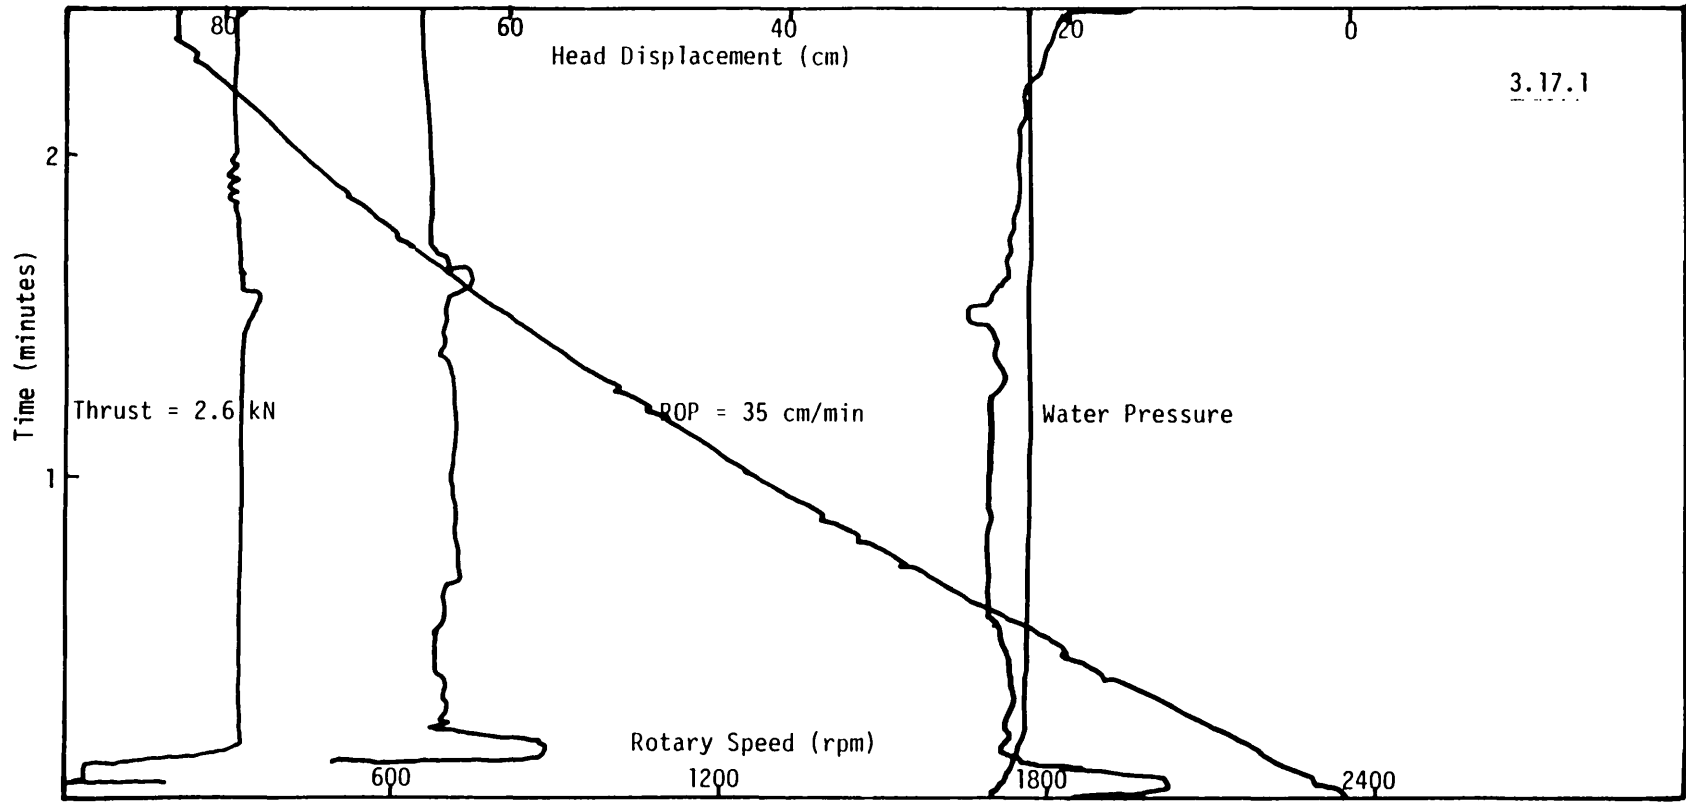 80 60 40 20 0
Head Displacement (cm)
3.17.1
2
Time (minutes)
Thrust = 2.6 kN
ROP = 35 cm/min
Water Pressure
1
Rotary Speed (rpm)
600 1200 1800 2400